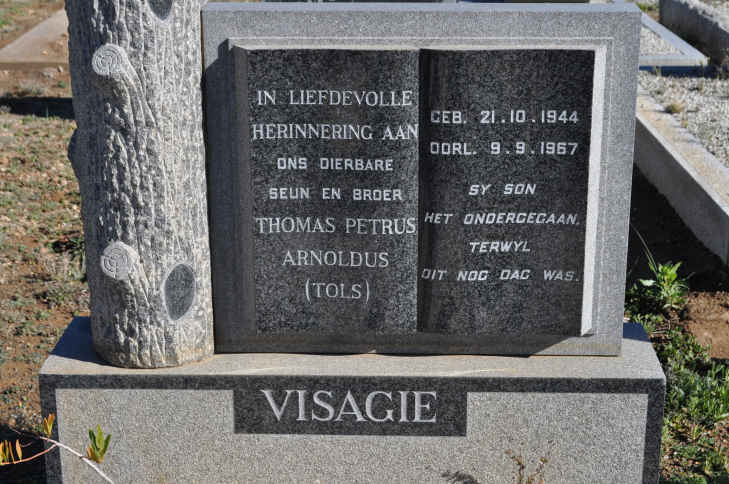 IN LIEFDEVOLLE
HERINNERING AAN
ONS DIERBARE
SEUN EN BROER
THOMAS PETRUS
ARNOLDUS
(TOLS)
GEB. 21.10.1944
OORL. 9.9.1967
SY SON
HET ONDERGEGAAN,
TERWYL
DIT NOG DAG WAS.
VISAGIE